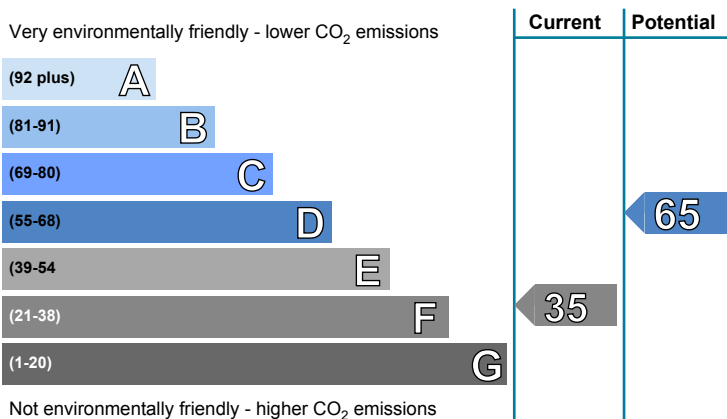 Current Potential
Very environmentally friendly - lower CO₂ emissions
(92 plus) A
(81-91) B
(69-80) C
(55-68) D
65
(39-54 E
(21-38) F
35
(1-20) G
Not environmentally friendly - higher CO₂ emissions